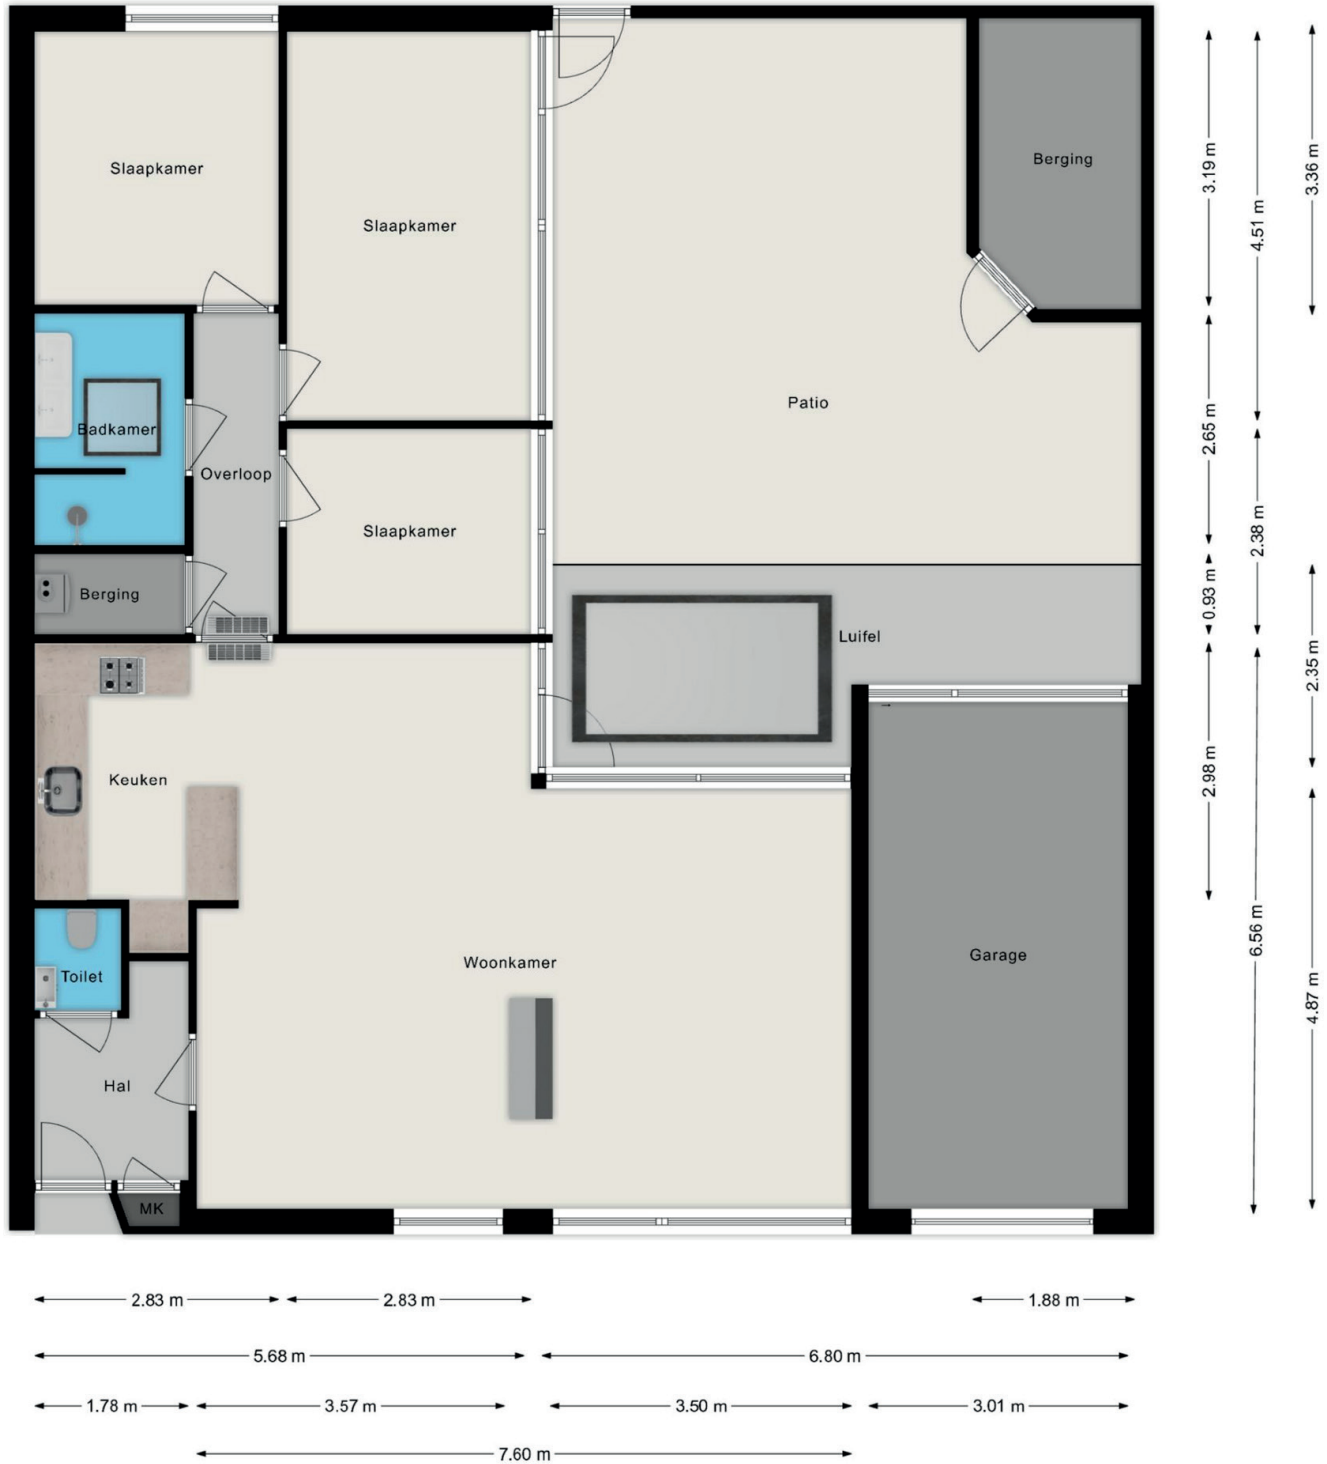 Slaapkamer
Slaapkamer
Berging
Patio
Badkamer
Overloop
Slaapkamer
Berging
Luifel
Keuken
Toilet
Woonkamer
Garage
Hal
MK
3.19 m
4.51 m
3.36 m
2.65 m
2.38 m
0.93 m
2.35 m
2.98 m
6.56 m
4.87 m
2.83 m
2.83 m
1.88 m
5.68 m
6.80 m
1.78 m
3.57 m
3.50 m
3.01 m
7.60 m